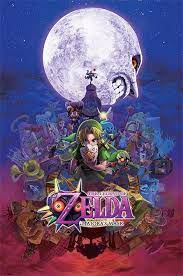 THE LEGEND OF
ZELDA
MAJORA'S MASK